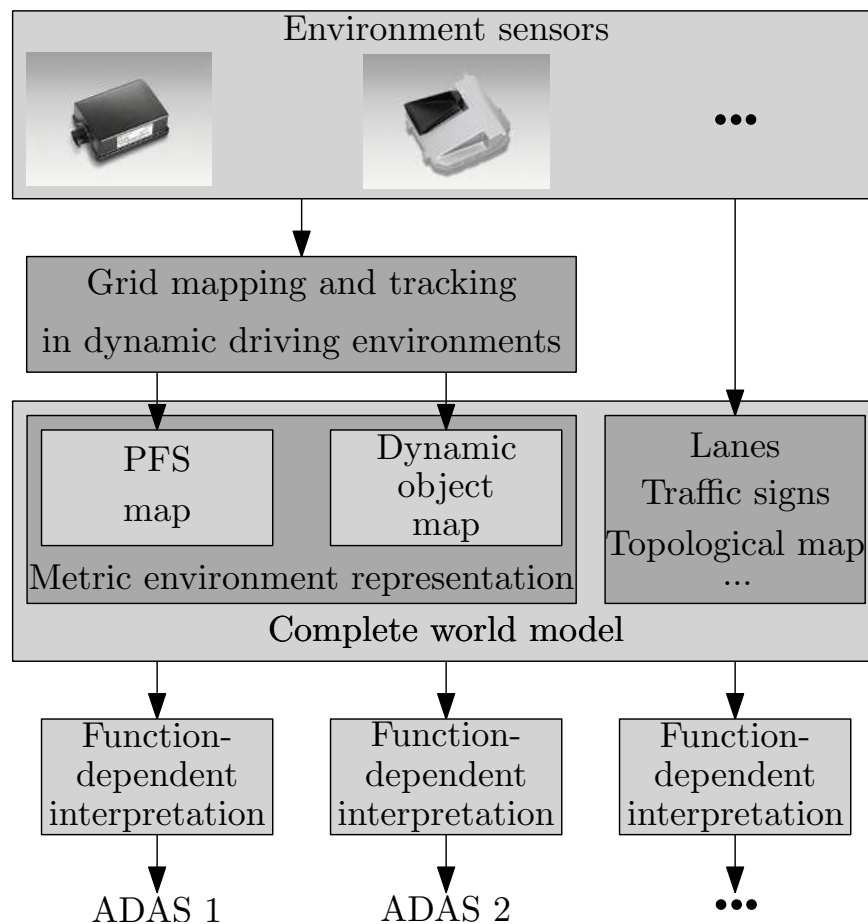 Environment sensors
•••
Grid mapping and tracking
in dynamic driving environments
PFS
map
Dynamic
object
map
Metric environment representation
Lanes
Traffic signs
Topological map
...
Complete world model
Function-
dependent
interpretation
Function-
dependent
interpretation
Function-
dependent
interpretation
ADAS 1
ADAS 2
•••